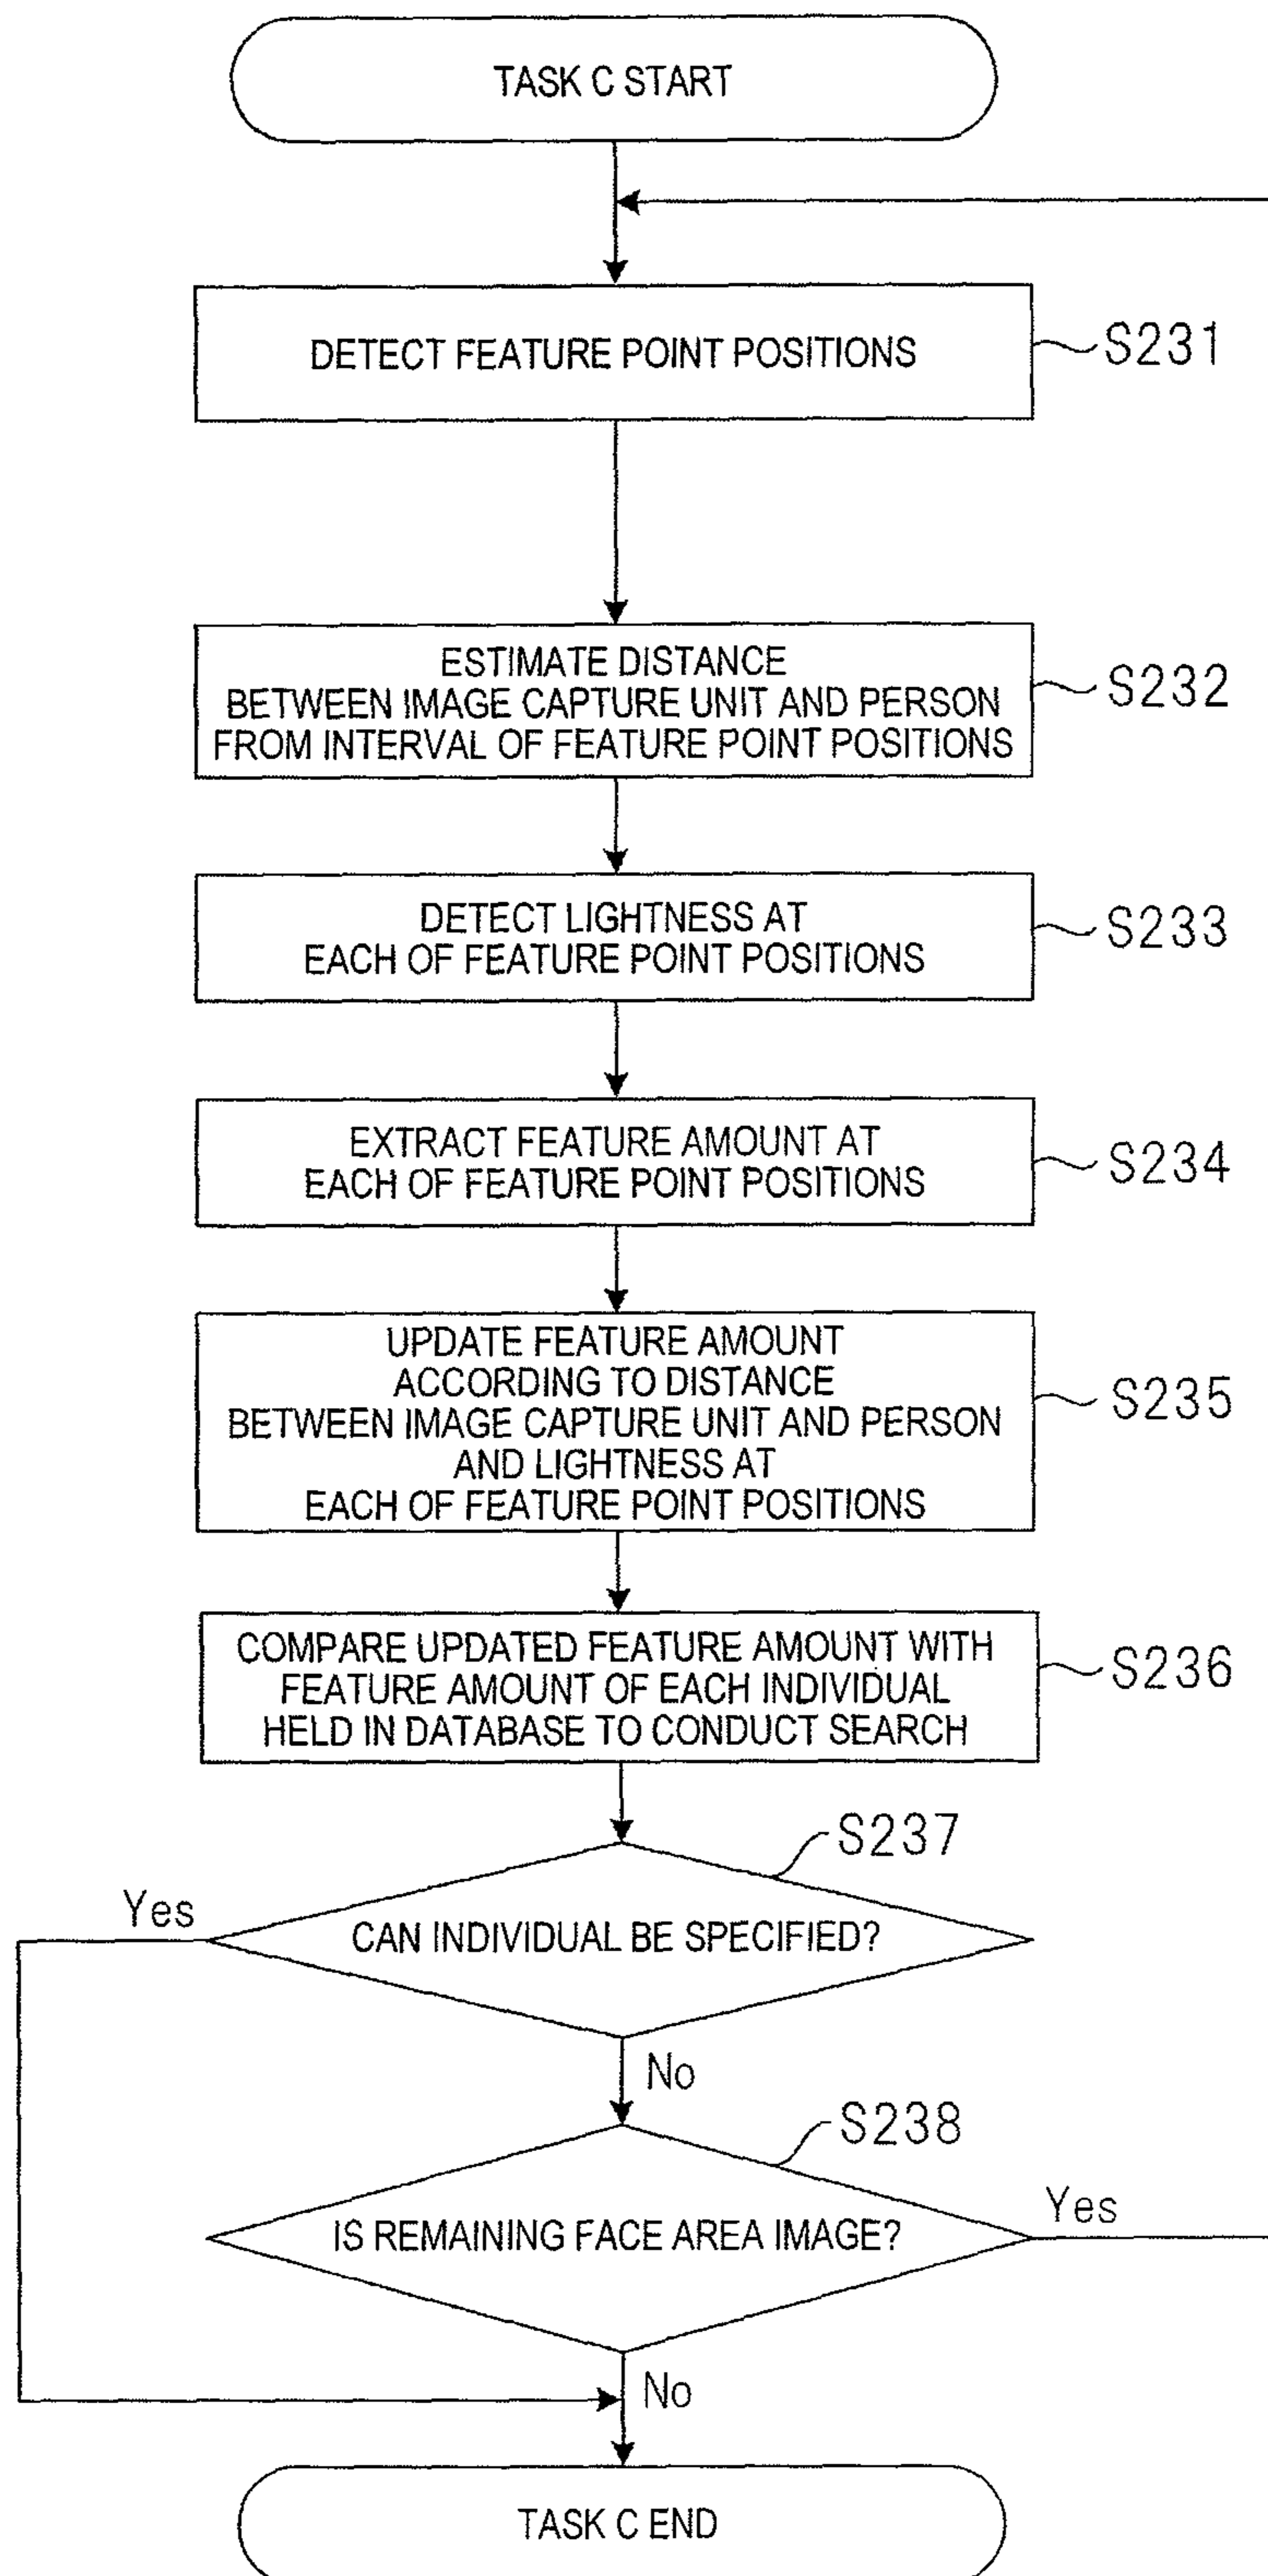 TASK C START
DETECT FEATURE POINT POSITIONS
S231
ESTIMATE DISTANCE
BETWEEN IMAGE CAPTURE UNIT AND PERSON
FROM INTERVAL OF FEATURE POINT POSITIONS
S232
DETECT LIGHTNESS AT
EACH OF FEATURE POINT POSITIONS
S233
EXTRACT FEATURE AMOUNT AT
EACH OF FEATURE POINT POSITIONS
S234
UPDATE FEATURE AMOUNT
ACCORDING TO DISTANCE
BETWEEN IMAGE CAPTURE UNIT AND PERSON
AND LIGHTNESS AT
EACH OF FEATURE POINT POSITIONS
S235
COMPARE UPDATED FEATURE AMOUNT WITH
FEATURE AMOUNT OF EACH INDIVIDUAL
HELD IN DATABASE TO CONDUCT SEARCH
S236
S237
Yes
CAN INDIVIDUAL BE SPECIFIED?
No
S238
IS REMAINING FACE AREA IMAGE?
Yes
No
TASK C END